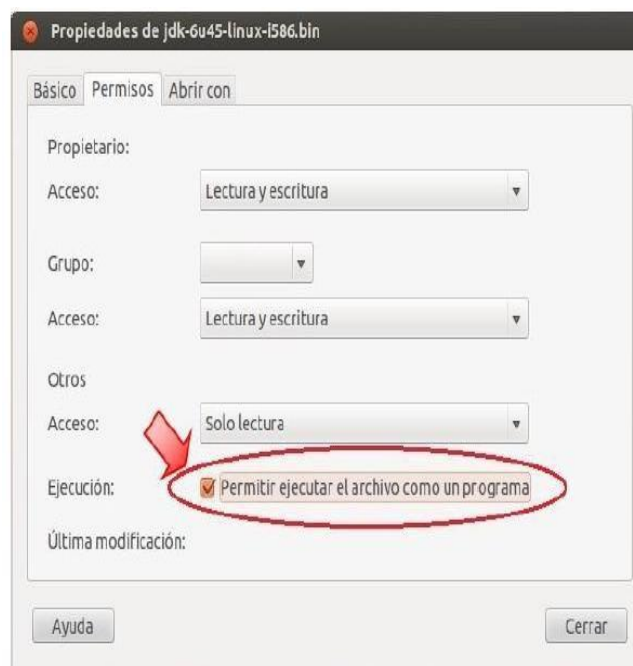 Propiedades de jdk-6u45-linux-i586.bin
Básico Permisos Abrir con
Propietario:
Acceso: Lectura y escritura
Grupo:
Acceso: Lectura y escritura
Otros
Acceso: Solo lectura
Ejecución: Permitir ejecutar el archivo como un programa
Última modificación:
Ayuda Cerrar